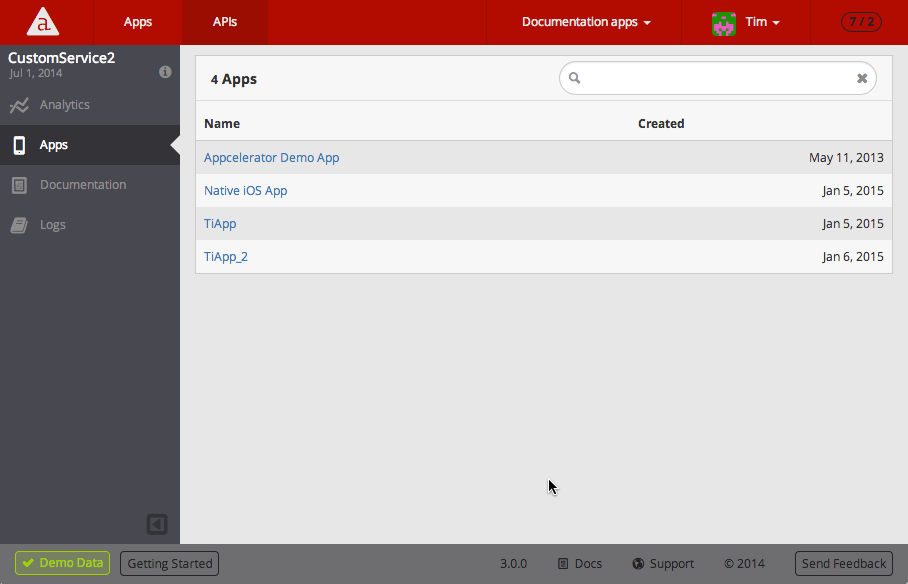 a Apps APIs Documentation apps Tim 7 / 2
CustomService2
Jul 1, 2014
Analytics
Apps
Documentation
Logs
4 Apps
Name Created
Appcelerator Demo App May 11, 2013
Native iOS App Jan 5, 2015
TiApp Jan 5, 2015
TiApp_2 Jan 6, 2015
Demo Data Getting Started 3.0.0 Docs Support © 2014 Send Feedback